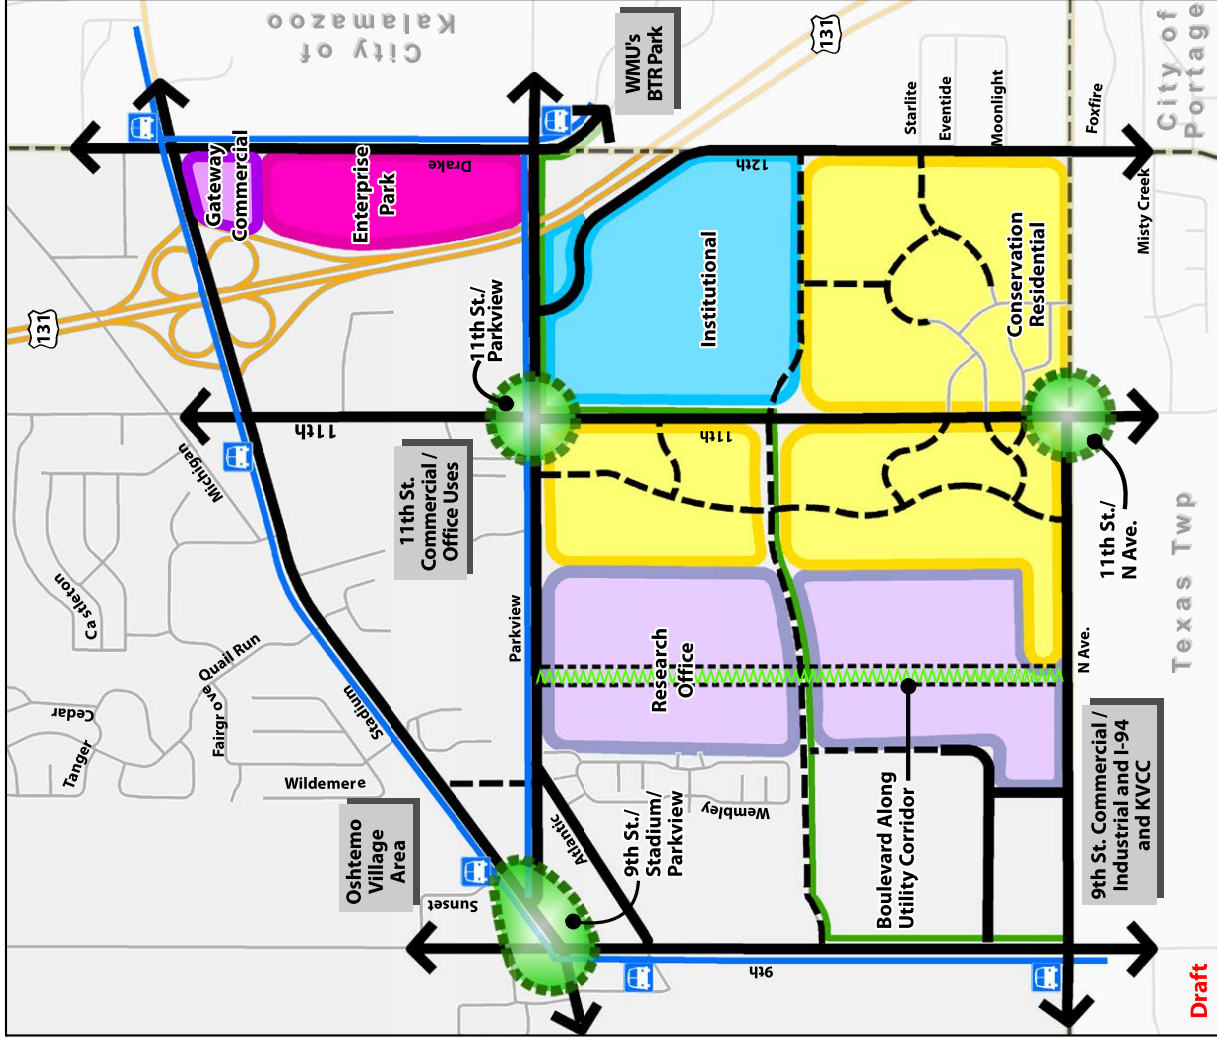 City of
Kalamazoo
WMU's
BTR Park
131
City of
Portage
Starlite
Eventide
Moonlight
Foxfire
Misty Creek
Gateway
Commercial
Enterprise
Park
Drake
12th
Institutional
Conservation
Residential
131
11th St./
Parkview
11th
11th
Michigan
11th St.
Commercial /
Office Uses
11th St./
N Ave.
Texas Twp
Castleton
Quail Run
Fairgrove
Cedar
Tanger
Stadium
Wildemere
Parkview
Research
Office
N Ave.
Oshtemo
Village
Area
Sunset
Atlantic
9th St./
Stadium/
Parkview
Wembley
Boulevard Along
Utility Corridor
9th St. Commercial /
Industrial and I-94
and KVCC
9th
Draft